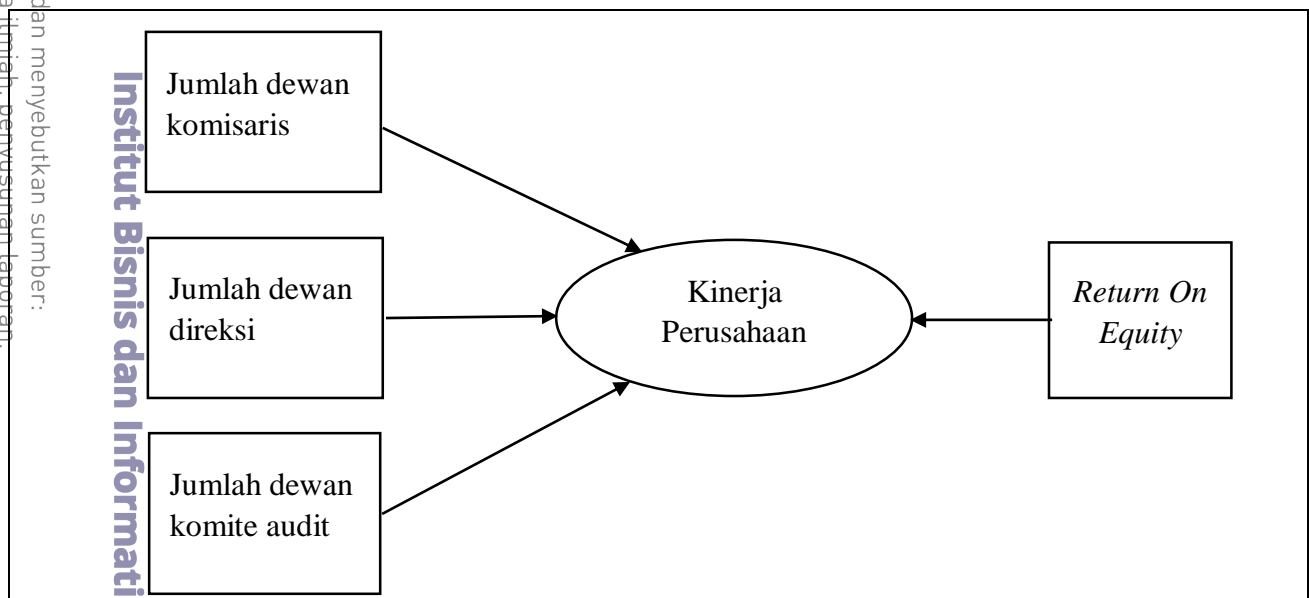 dan menyebutkan sumber:
ilmiah, penyusunan laporan,
Institut Bisnis dan Informati
Jumlah dewan
komisaris
Jumlah dewan
direksi
Jumlah dewan
komite audit
Kinerja
Perusahaan
Return On
Equity